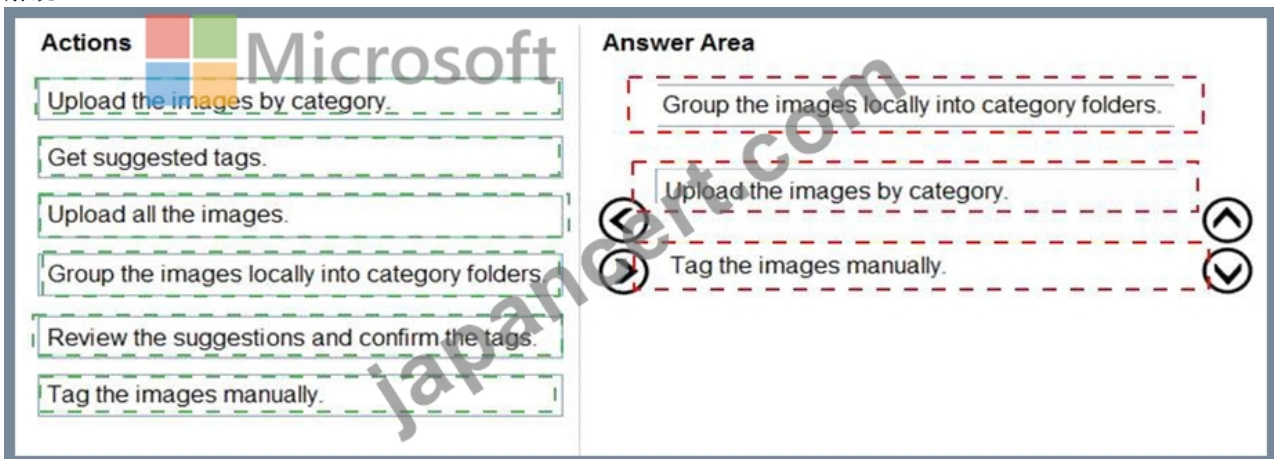 Actions
Microsoft
Upload the images by category.
Get suggested tags.
Upload all the images.
Group the images locally into category folders.
Review the suggestions and confirm the tags.
Tag the images manually.
Answer Area
Group the images locally into category folders.
Upload the images by category.
Tag the images manually.
japancert.com